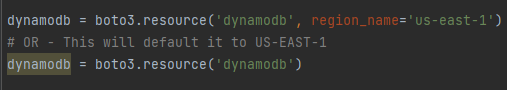 dynamodb = boto3.resource('dynamodb', region_name='us-east-1')
# OR - This will default it to US-EAST-1
dynamodb = boto3.resource('dynamodb')